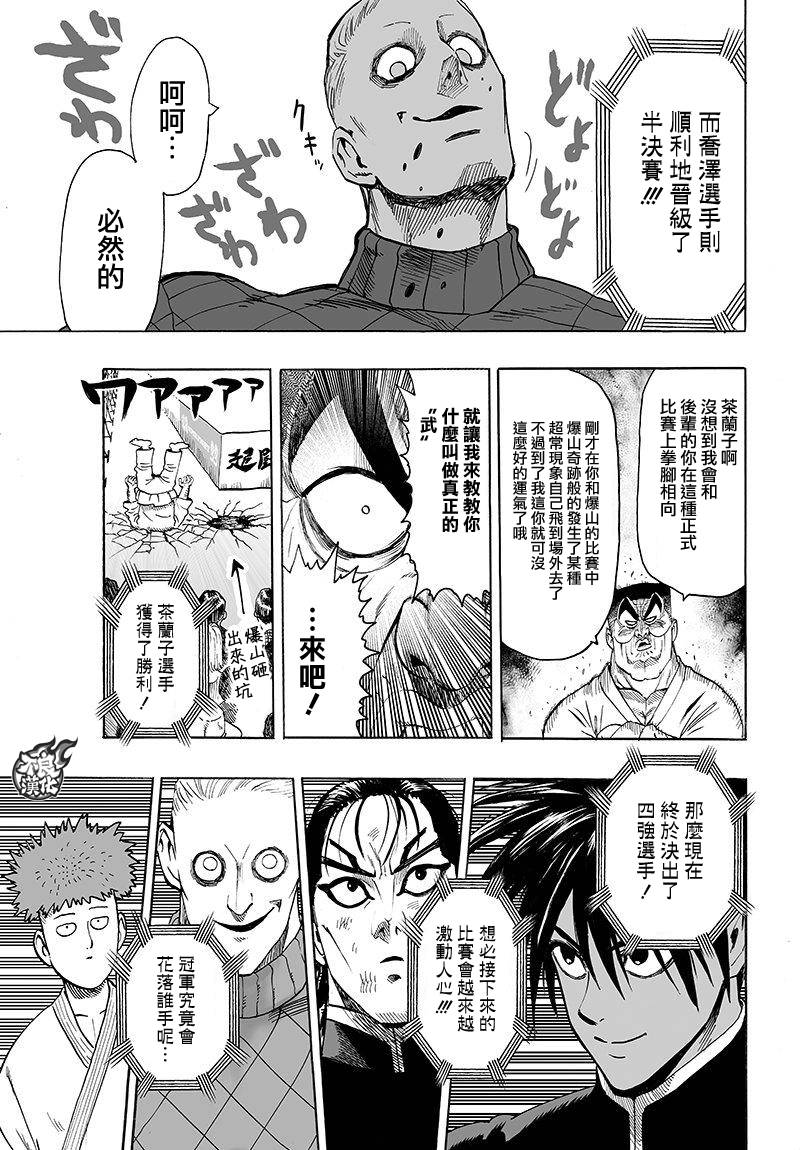 而喬澤選手則
順利地晉級了
半決賽!!!
どよ
どよ
クキッ
呵呵…
必然的
ざわ
ざわ
ざわ
ざわ
茶蘭子啊
沒想到我會和
後輩的你在這種正式
比賽上拳腳相向
剛才在你和爆山的比賽中
爆山奇跡般的發生了某種
超常現象自己飛到場外去了
不過到了我這你就可沒
這麼好的運氣了哦
就讓我來教教你
什麼叫做真正的
“武”
…來吧!
ワアァァァァ
超鬪
爆山砸
出來的坑
茶蘭子選手
獲得了勝利!
那麼現在
終於決出了
四強選手!
想必接下來的
比賽會越來越
激動人心!!!
冠軍究竟會
花落誰手呢…
漢化